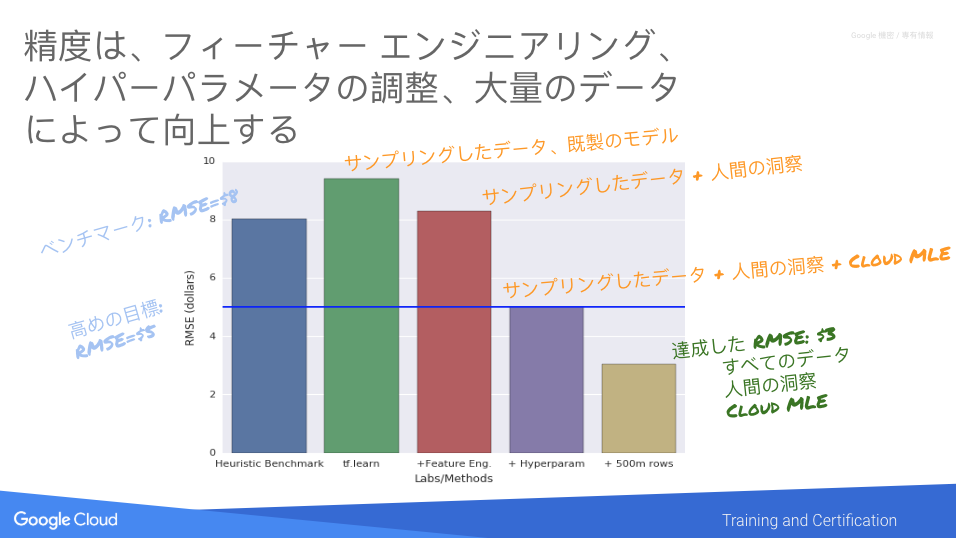 精度は、フィーチャー エンジニアリング、
ハイパーパラメータの調整、大量のデータ
によって向上する
Google 機密 / 専有情報
サンプリングしたデータ、既製のモデル
サンプリングしたデータ + 人間の洞察
ベンチマーク: RMSE=$8
サンプリングしたデータ + 人間の洞察 + Cloud MLE
高めの目標:
RMSE=$5
達成した RMSE: $3
すべてのデータ
人間の洞察
Cloud MLE
RMSE (dollars)
10
8
6
4
2
0
Heuristic Benchmark tf.learn +Feature Eng. + Hyperparam + 500m rows
Labs/Methods
Google Cloud
Training and Certification